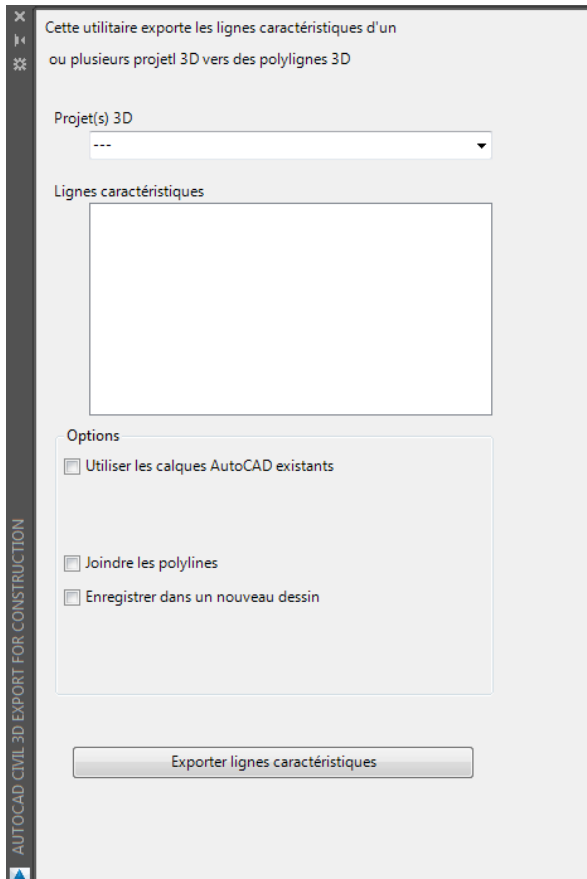 Cette utilitaire exporte les lignes caractéristiques d'un
ou plusieurs projetl 3D vers des polylignes 3D
Projet(s) 3D
---
Lignes caractéristiques
Options
Utiliser les calques AutoCAD existants
Joindre les polylines
Enregistrer dans un nouveau dessin
Exporter lignes caractéristiques
AUTOCAD CIVIL 3D EXPORT FOR CONSTRUCTION